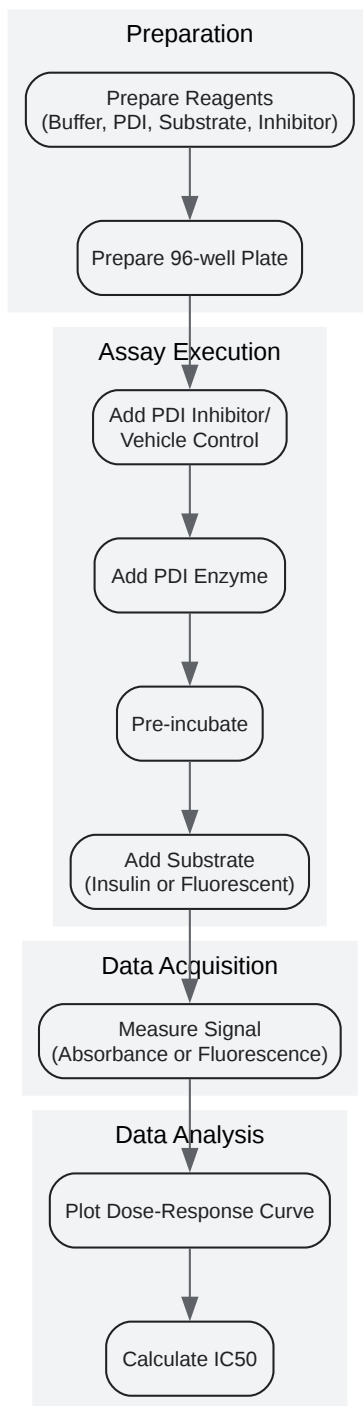 Preparation
Prepare Reagents
(Buffer, PDI, Substrate, Inhibitor)
Prepare 96-well Plate
Assay Execution
Add PDI Inhibitor/
Vehicle Control
Add PDI Enzyme
Pre-incubate
Add Substrate
(Insulin or Fluorescent)
Data Acquisition
Measure Signal
(Absorbance or Fluorescence)
Data Analysis
Plot Dose-Response Curve
Calculate IC50